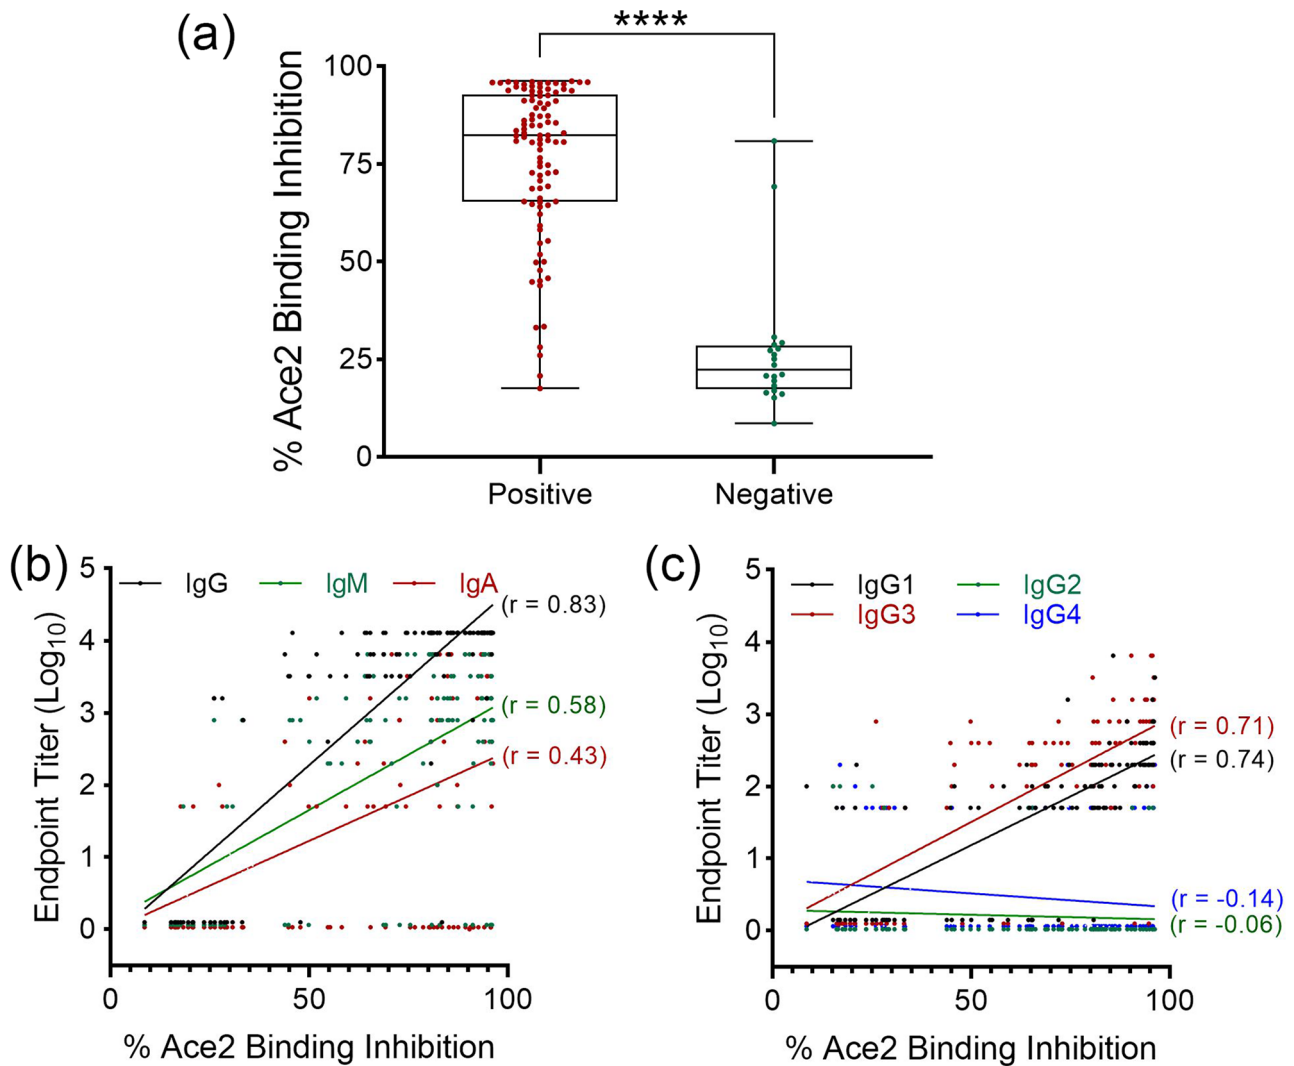 (a)
****
% Ace2 Binding Inhibition
100
75
50
25
0
Positive Negative
(b)
Endpoint Titer (Log10)
5
4
3
2
1
0
IgG IgM IgA
(r = 0.83)
(r = 0.58)
(r = 0.43)
0 50 100
% Ace2 Binding Inhibition
(c)
Endpoint Titer (Log10)
5
4
3
2
1
0
IgG1 IgG2
IgG3 IgG4
(r = 0.71)
(r = 0.74)
(r = -0.14)
(r = -0.06)
0 50 100
% Ace2 Binding Inhibition